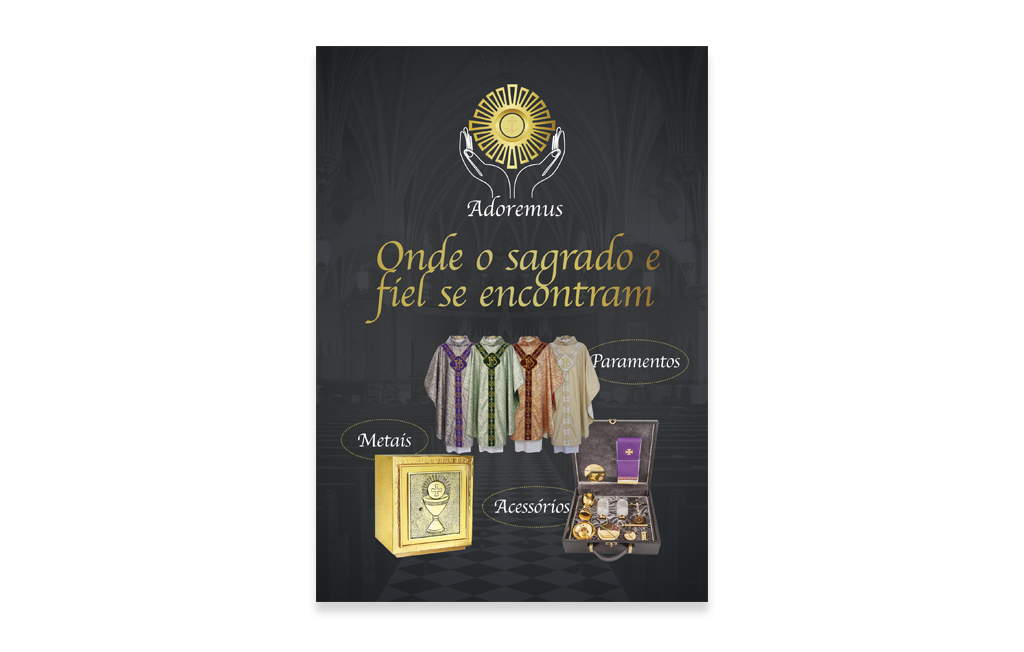 Adoremus
Onde o sagrado e
fiel se encontram
Paramentos
Metais
Acessórios